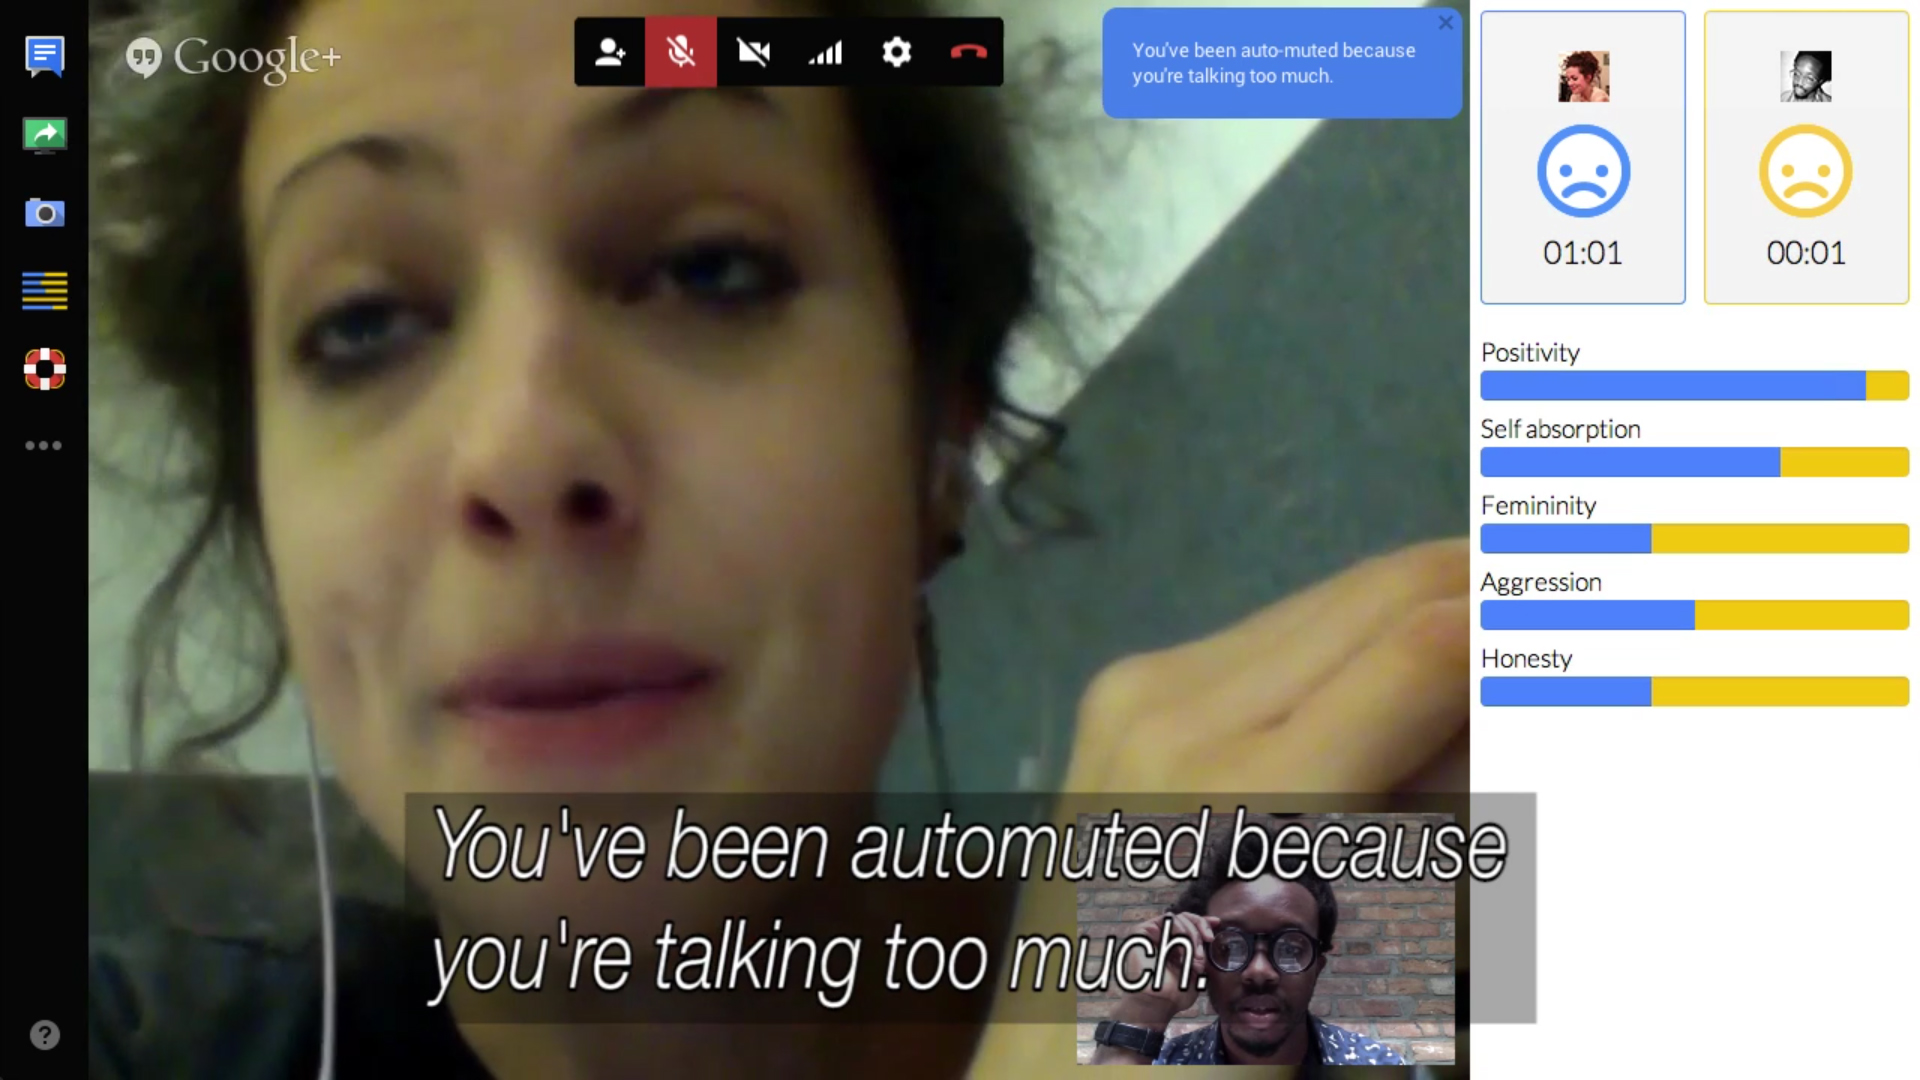 Google+
You've been auto-muted because
you're talking too much.
01:01
00:01
Positivity
Self absorption
Femininity
Aggression
Honesty
You've been automuted because
you're talking too much.